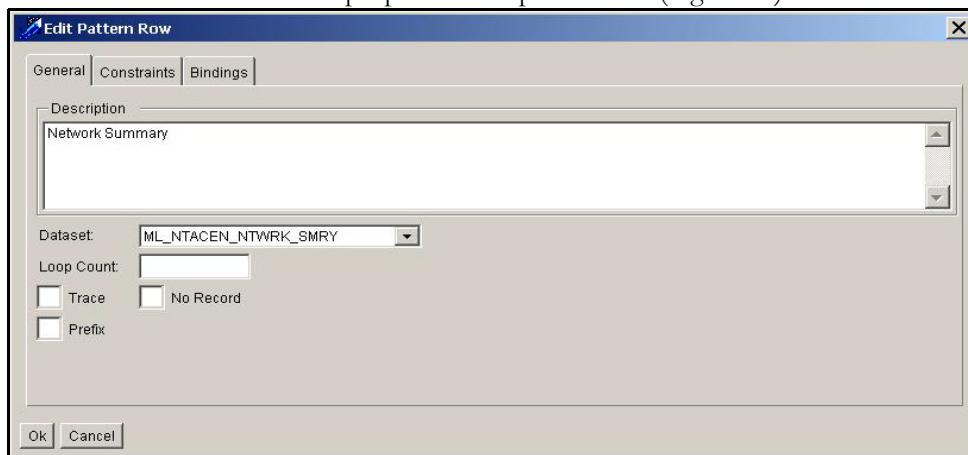 Edit Pattern Row
General Constraints Bindings
Description
Network Summary
Dataset: ML_NTACEN_NTWRK_SMRY
Loop Count:
Trace No Record
Prefix
Ok Cancel